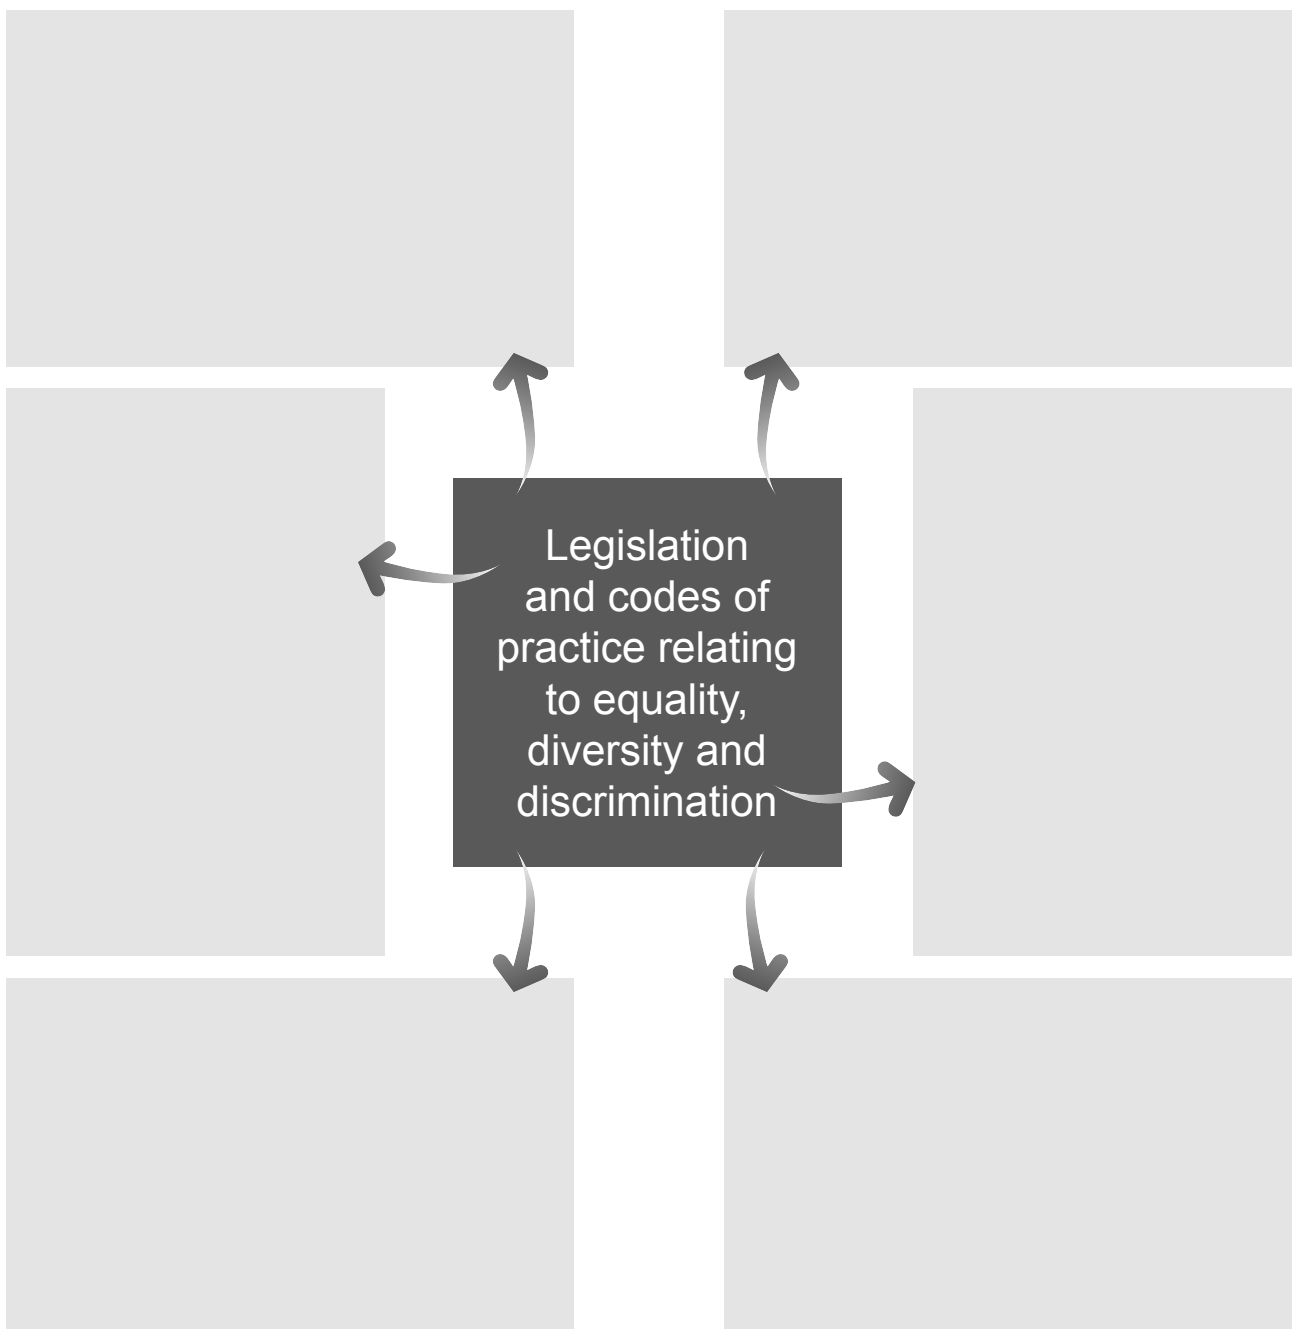 Legislation
and codes of
practice relating
to equality,
diversity and
discrimination